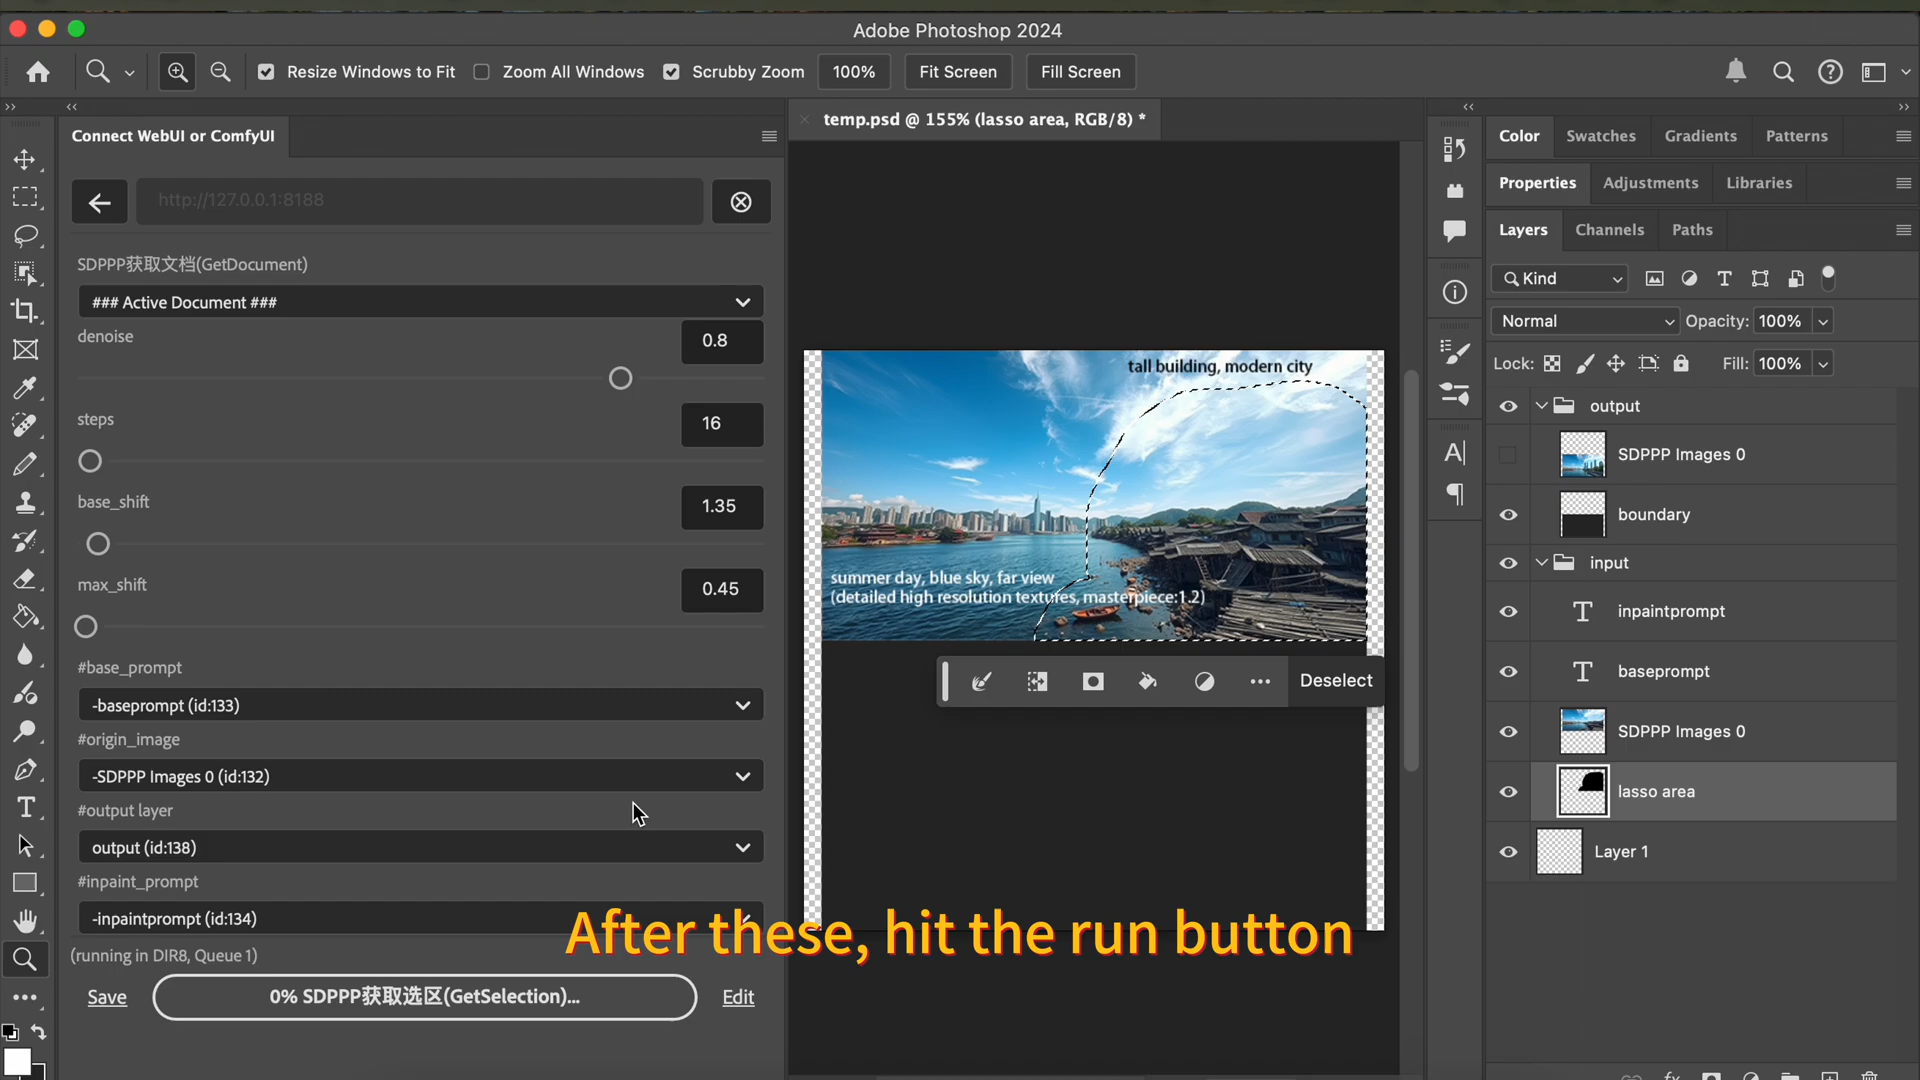 Adobe Photoshop 2024
Resize Windows to Fit
Zoom All Windows
Scrubby Zoom
100%
Fit Screen
Fill Screen
Connect WebUI or ComfyUI
http://127.0.0.1:8188
SDPPP获取文档(GetDocument)
### Active Document ###
denoise
0.8
steps
16
base_shift
1.35
max_shift
0.45
#base_prompt
-baseprompt (id:133)
#origin_image
-SDPPP Images 0 (id:132)
#output layer
output (id:138)
#inpaint_prompt
-inpaintprompt (id:134)
(running in DIR8, Queue 1)
Save
0% SDPPP获取选区(GetSelection)...
Edit
temp.psd @ 155% (lasso area, RGB/8) *
tall building, modern city
summer day, blue sky, far view
(detailed high resolution textures, masterpiece:1.2)
Deselect
After these, hit the run button
Color
Swatches
Gradients
Patterns
Properties
Adjustments
Libraries
Layers
Channels
Paths
Kind
Normal
Opacity:
100%
Lock:
Fill:
100%
output
SDPPP Images 0
boundary
input
inpaintprompt
baseprompt
SDPPP Images 0
lasso area
Layer 1